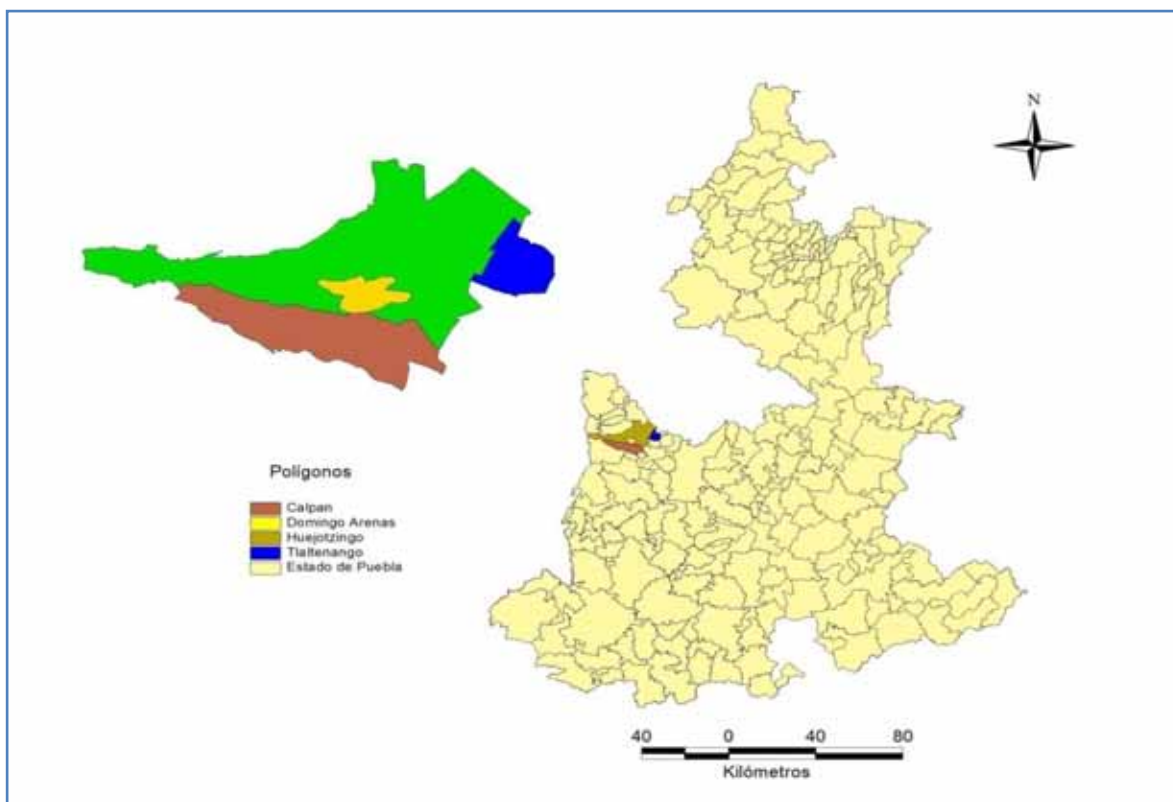 N
Polígonos
Calpan
Domingo Arenas
Huejotzingo
Tlaltenango
Estado de Puebla
40 0 40 80
Kilómetros